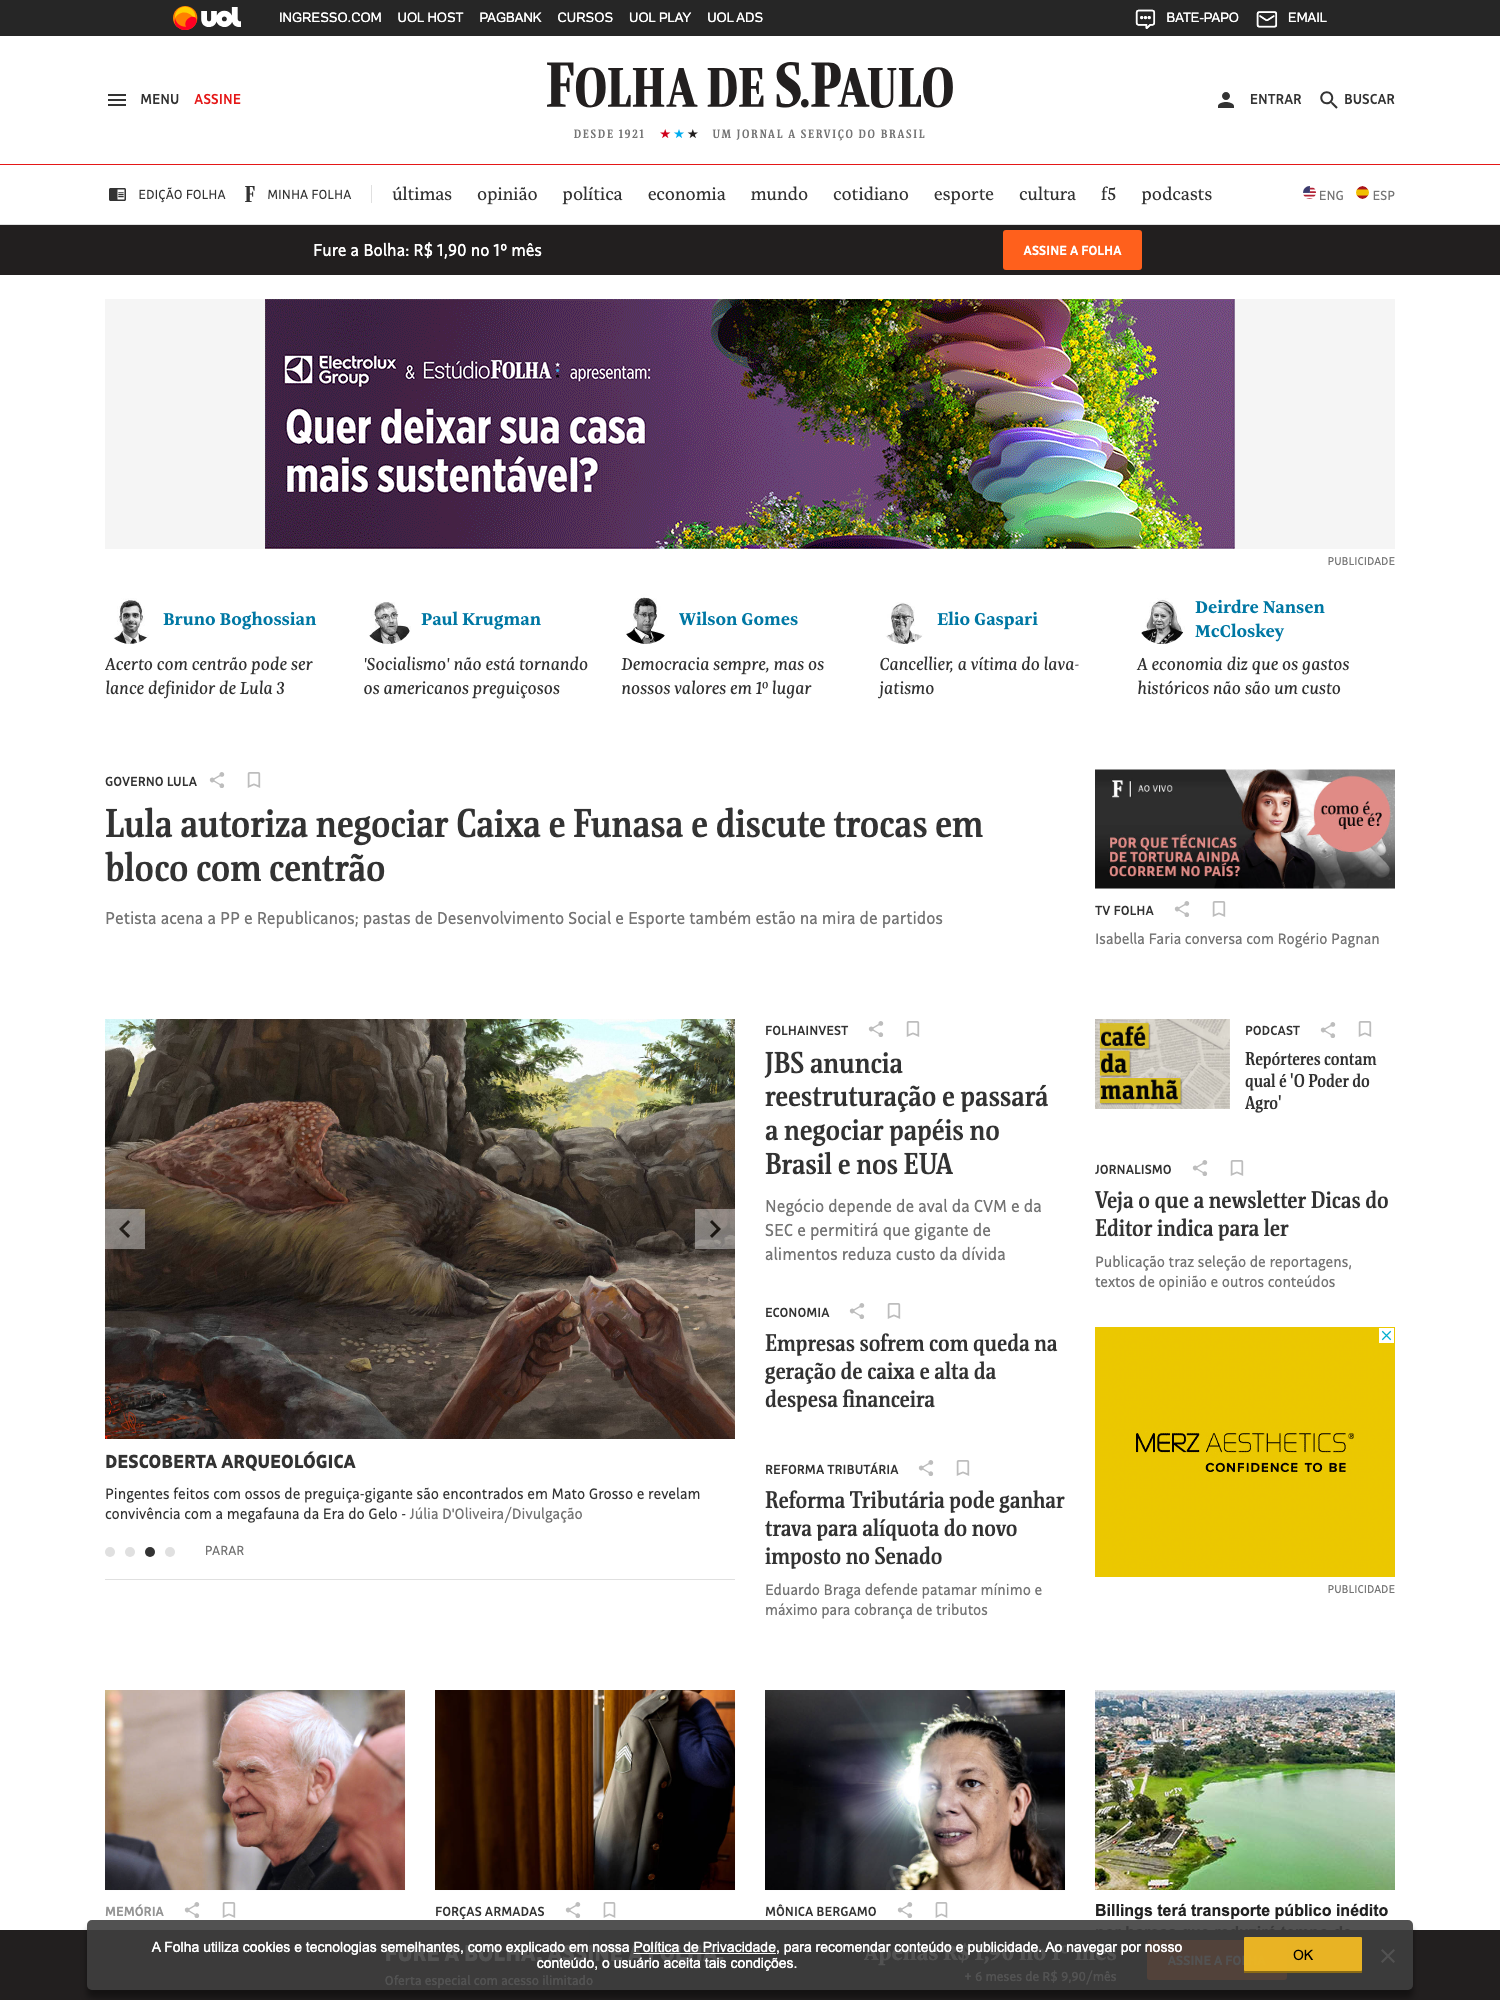 uol INGRESSO.COM UOL HOST PAGBANK CURSOS UOL PLAY UOL ADS BATE-PAPO EMAIL
MENU ASSINE
FOLHA DE S.PAULO
DESDE 1921 ★★★ UM JORNAL A SERVIÇO DO BRASIL
ENTRAR BUSCAR
EDIÇÃO FOLHA F MINHA FOLHA últimas opinião política economia mundo cotidiano esporte cultura f5 podcasts ENG ESP
Fure a Bolha: R$ 1,90 no 1º mês ASSINE A FOLHA
Electrolux
Group & EstúdioFOLHA apresentam:
Quer deixar sua casa
mais sustentável?
PUBLICIDADE
Bruno Boghossian
Acerto com centrão pode ser
lance definidor de Lula 3
Paul Krugman
'Socialismo' não está tornando
os americanos preguiçosos
Wilson Gomes
Democracia sempre, mas os
nossos valores em 1º lugar
Elio Gaspari
Cancellier, a vítima do lava-
jatismo
Deirdre Nansen
McCloskey
A economia diz que os gastos
históricos não são um custo
GOVERNO LULA
Lula autoriza negociar Caixa e Funasa e discute trocas em
bloco com centrão
Petista acena a PP e Republicanos; pastas de Desenvolvimento Social e Esporte também estão na mira de partidos
F AO VIVO
como é
que é?
POR QUE TÉCNICAS
DE TORTURA AINDA
OCORREM NO PAÍS?
TV FOLHA
Isabella Faria conversa com Rogério Pagnan
DESCOBERTA ARQUEOLÓGICA
Pingentes feitos com ossos de preguiça-gigante são encontrados em Mato Grosso e revelam
convivência com a megafauna da Era do Gelo - Júlia D'Oliveira/Divulgação
PARAR
FOLHAINVEST
JBS anuncia
reestruturação e passará
a negociar papéis no
Brasil e nos EUA
Negócio depende de aval da CVM e da
SEC e permitirá que gigante de
alimentos reduza custo da dívida
ECONOMIA
Empresas sofrem com queda na
geração de caixa e alta da
despesa financeira
REFORMA TRIBUTÁRIA
Reforma Tributária pode ganhar
trava para alíquota do novo
imposto no Senado
Eduardo Braga defende patamar mínimo e
máximo para cobrança de tributos
café
da
manhã
PODCAST
Repórteres contam
qual é 'O Poder do
Agro'
JORNALISMO
Veja o que a newsletter Dicas do
Editor indica para ler
Publicação traz seleção de reportagens,
textos de opinião e outros conteúdos
MERZ AESTHETICS®
CONFIDENCE TO BE
PUBLICIDADE
MEMÓRIA
FORÇAS ARMADAS
MÔNICA BERGAMO
Billings terá transporte público inédito
A Folha utiliza cookies e tecnologias semelhantes, como explicado em nossa Política de Privacidade, para recomendar conteúdo e publicidade. Ao navegar por nosso
conteúdo, o usuário aceita tais condições.
OK
Oferta especial com acesso ilimitado
+ 6 meses de R$ 9,90/mês